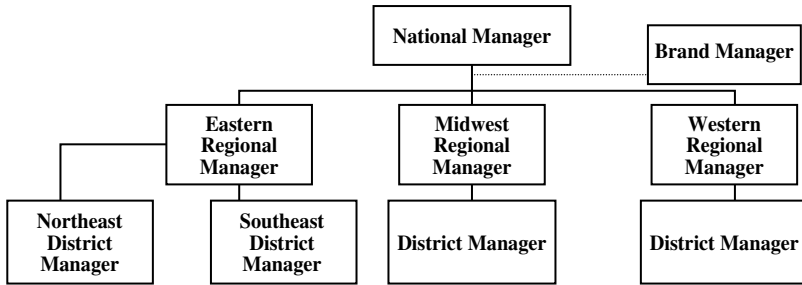 National Manager
Brand Manager
Eastern
Regional
Manager
Midwest
Regional
Manager
Western
Regional
Manager
Northeast
District
Manager
Southeast
District
Manager
District Manager
District Manager